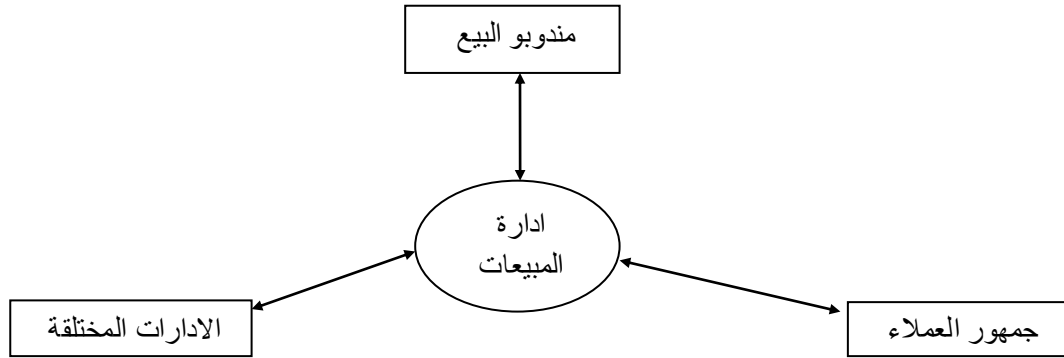 مندوبو البيع
ادارة
المبيعات
جمهور العملاء
الادارات المختلقة